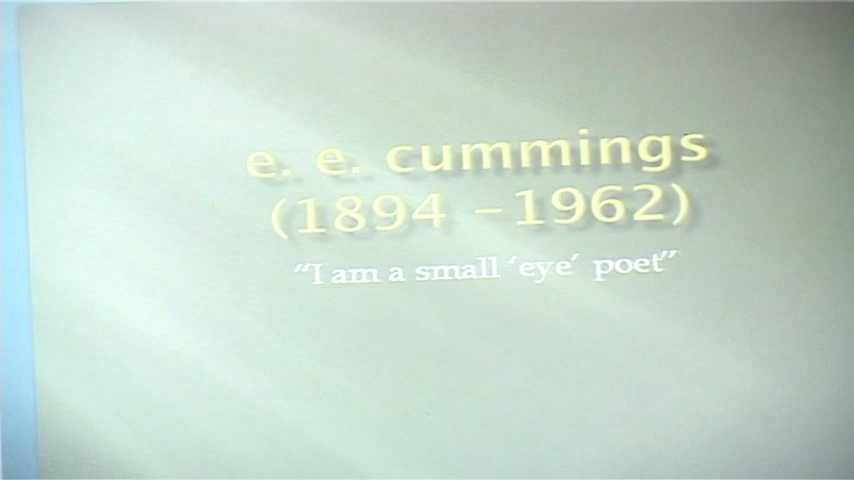 e. e. cummings
(1894 – 1962)
“I am a small ‘eye’ poet”